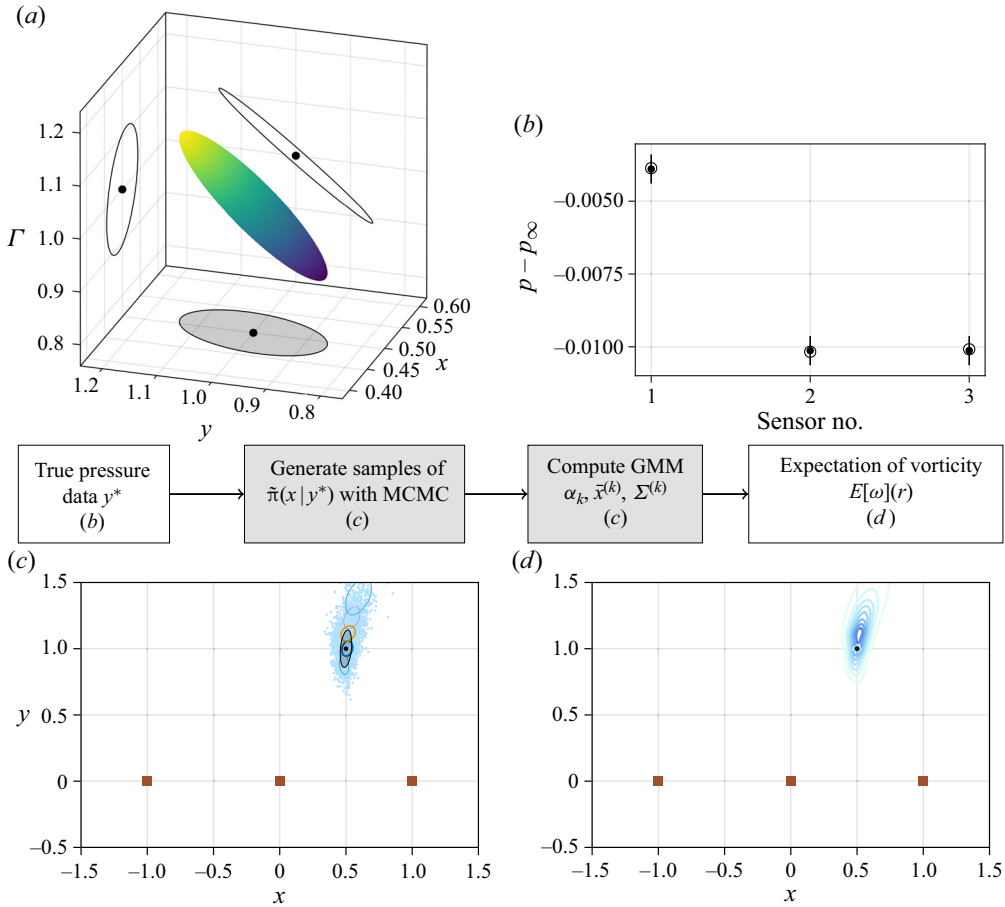 (a)
1.2
1.1
1.0
0.9
0.8
Γ
1.2
1.1
1.0
0.9
0.8
y
0.60
0.55
0.50
0.45
0.40
x
(b)
−0.0050
−0.0075
−0.0100
p – p∞
1 2 3
Sensor no.
True pressure
data y*
(b)
Generate samples of
π̃(x | y*) with MCMC
(c)
Compute GMM
αk, x̄(k), Σ(k)
(c)
Expectation of vorticity
E[ω](r)
(d)
(c)
1.5
1.0
0.5
0
−0.5
y
−1.5 −1.0 −0.5 0 0.5 1.0 1.5
x
(d)
1.5
1.0
0.5
0
−0.5
−1.5 −1.0 −0.5 0 0.5 1.0 1.5
x